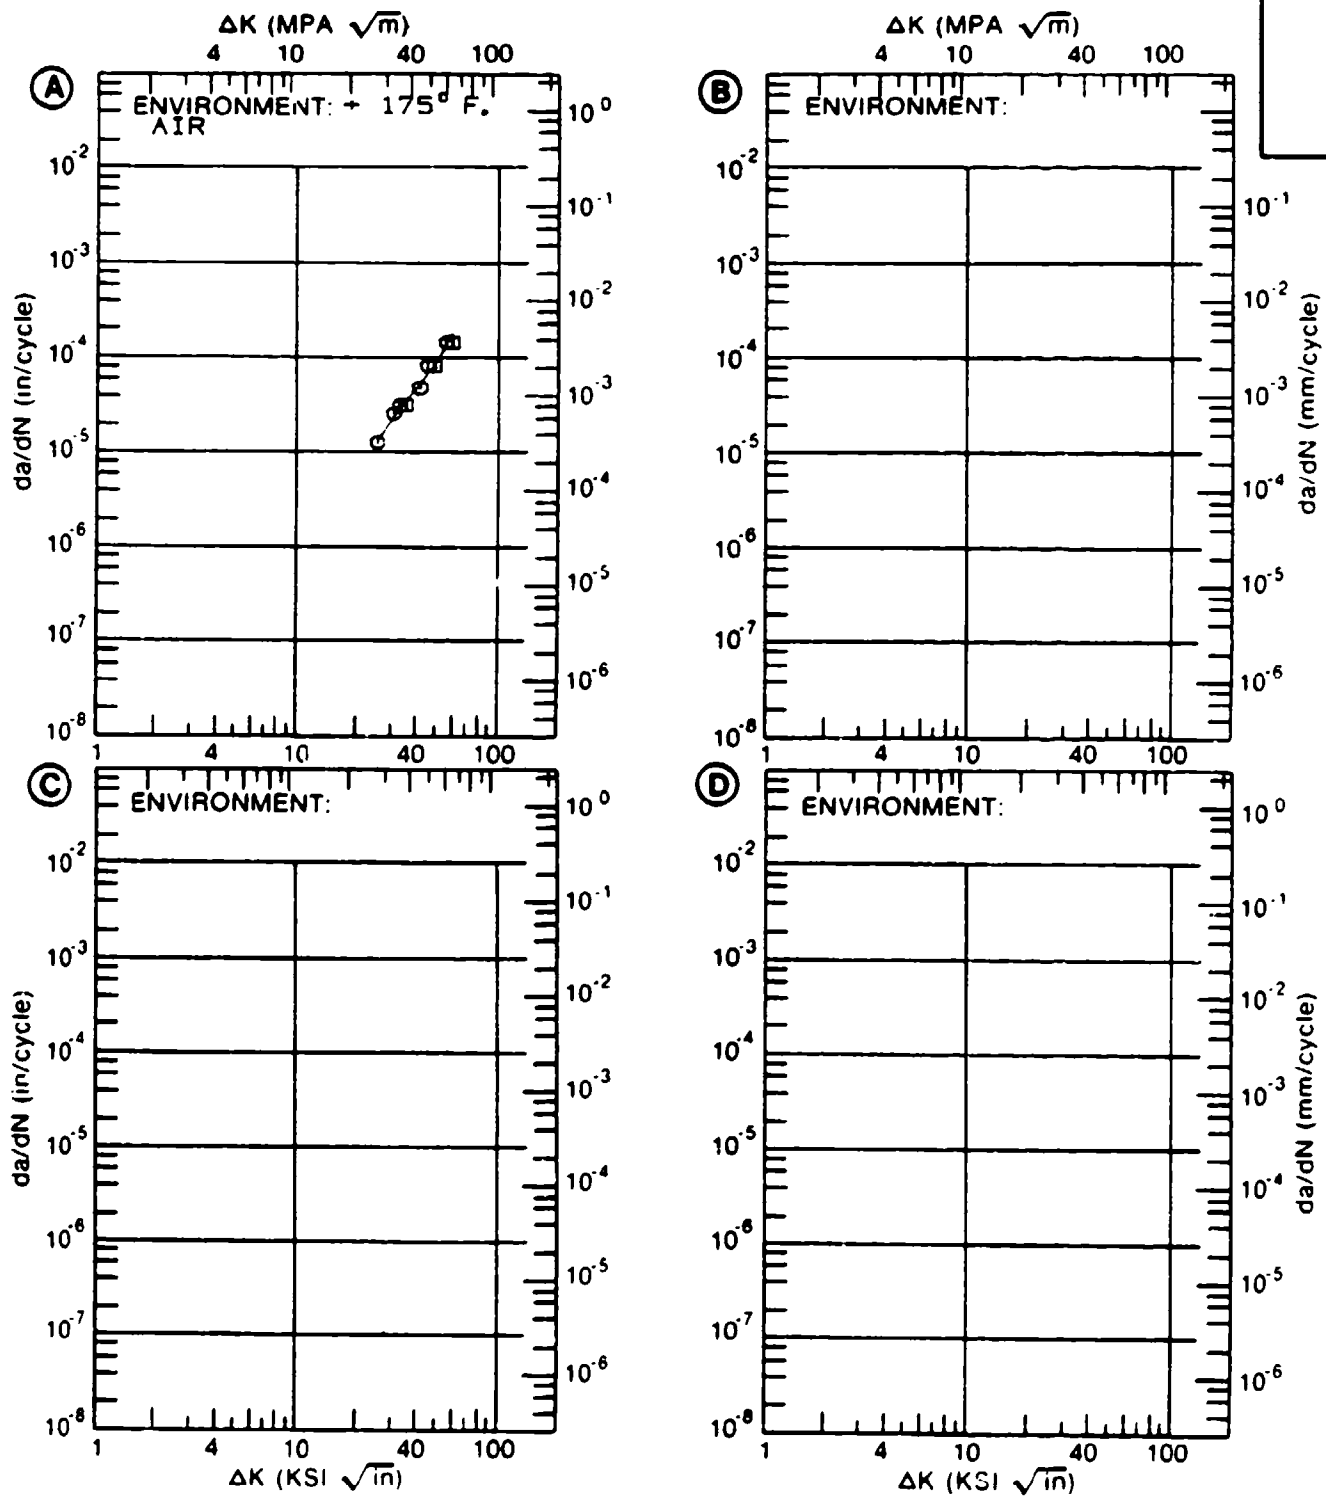 ΔK (MPA √m)
4 10 40 100
ΔK (MPA √m)
4 10 40 100
A
ENVIRONMENT: + 175° F.
AIR
10⁻²
10⁻³
10⁻⁴
10⁻⁵
10⁻⁶
10⁻⁷
10⁻⁸
da/dN (in/cycle)
10⁰
10⁻¹
10⁻²
10⁻³
10⁻⁴
10⁻⁵
10⁻⁶
1 4 10 40 100
B
ENVIRONMENT:
10⁻²
10⁻³
10⁻⁴
10⁻⁵
10⁻⁶
10⁻⁷
10⁻⁸
10⁻¹
10⁻²
10⁻³
10⁻⁴
10⁻⁵
10⁻⁶
da/dN (mm/cycle)
1 4 10 40 100
C
ENVIRONMENT:
10⁻²
10⁻³
10⁻⁴
10⁻⁵
10⁻⁶
10⁻⁷
10⁻⁸
da/dN (in/cycle)
10⁰
10⁻¹
10⁻²
10⁻³
10⁻⁴
10⁻⁵
10⁻⁶
1 4 10 40 100
ΔK (KSI √in)
D
ENVIRONMENT:
10⁻²
10⁻³
10⁻⁴
10⁻⁵
10⁻⁶
10⁻⁷
10⁻⁸
10⁰
10⁻¹
10⁻²
10⁻³
10⁻⁴
10⁻⁵
10⁻⁶
da/dN (mm/cycle)
1 4 10 40 100
ΔK (KSI √in)